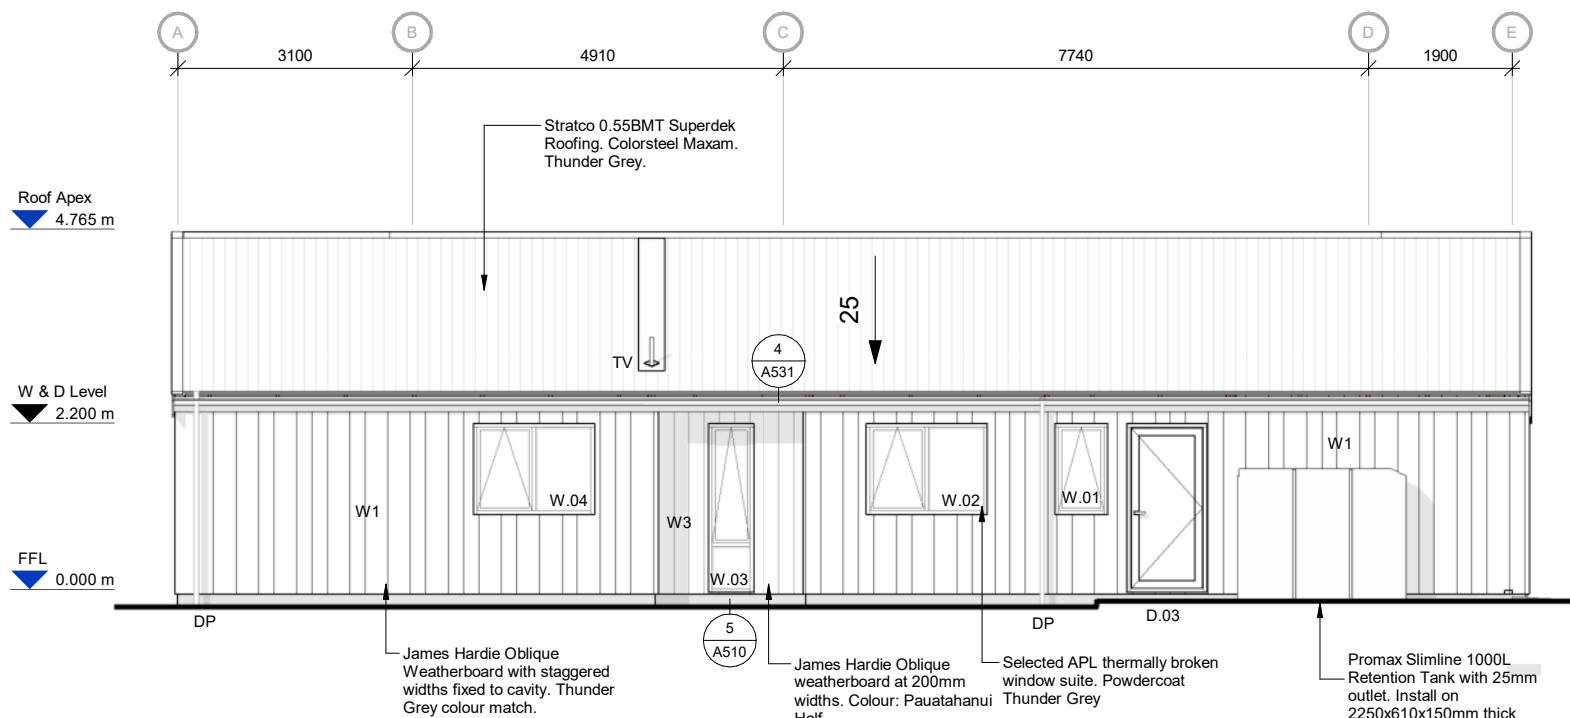 A
B
C
D
E
3100
4910
7740
1900
Stratco 0.55BMT Superdek
Roofing. Colorsteel Maxam.
Thunder Grey.
Roof Apex
4.765 m
25
TV
4
A531
W & D Level
2.200 m
W1
W.04
W3
W.03
W.02
W.01
W1
FFL
0.000 m
DP
5
A510
DP
D.03
James Hardie Oblique
Weatherboard with staggered
widths fixed to cavity. Thunder
Grey colour match.
James Hardie Oblique
weatherboard at 200mm
widths. Colour: Pauatahanui
Half
Selected APL thermally broken
window suite. Powdercoat
Thunder Grey
Promax Slimline 1000L
Retention Tank with 25mm
outlet. Install on
2250x610x150mm thick